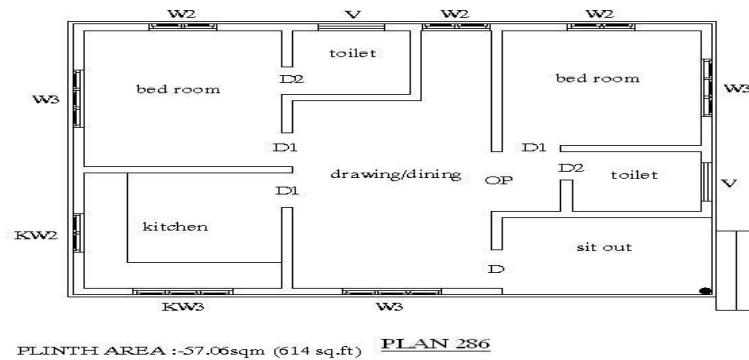 W2
V
W2
W2
toilet
bed room
bed room
D2
W3
W3
D1
D1
D2
D1
drawing/dining
OP
toilet
V
kitchen
KW2
sit out
D
KW3
W3
PLINTH AREA :-57.06sqm (614 sq.ft)
PLAN 286